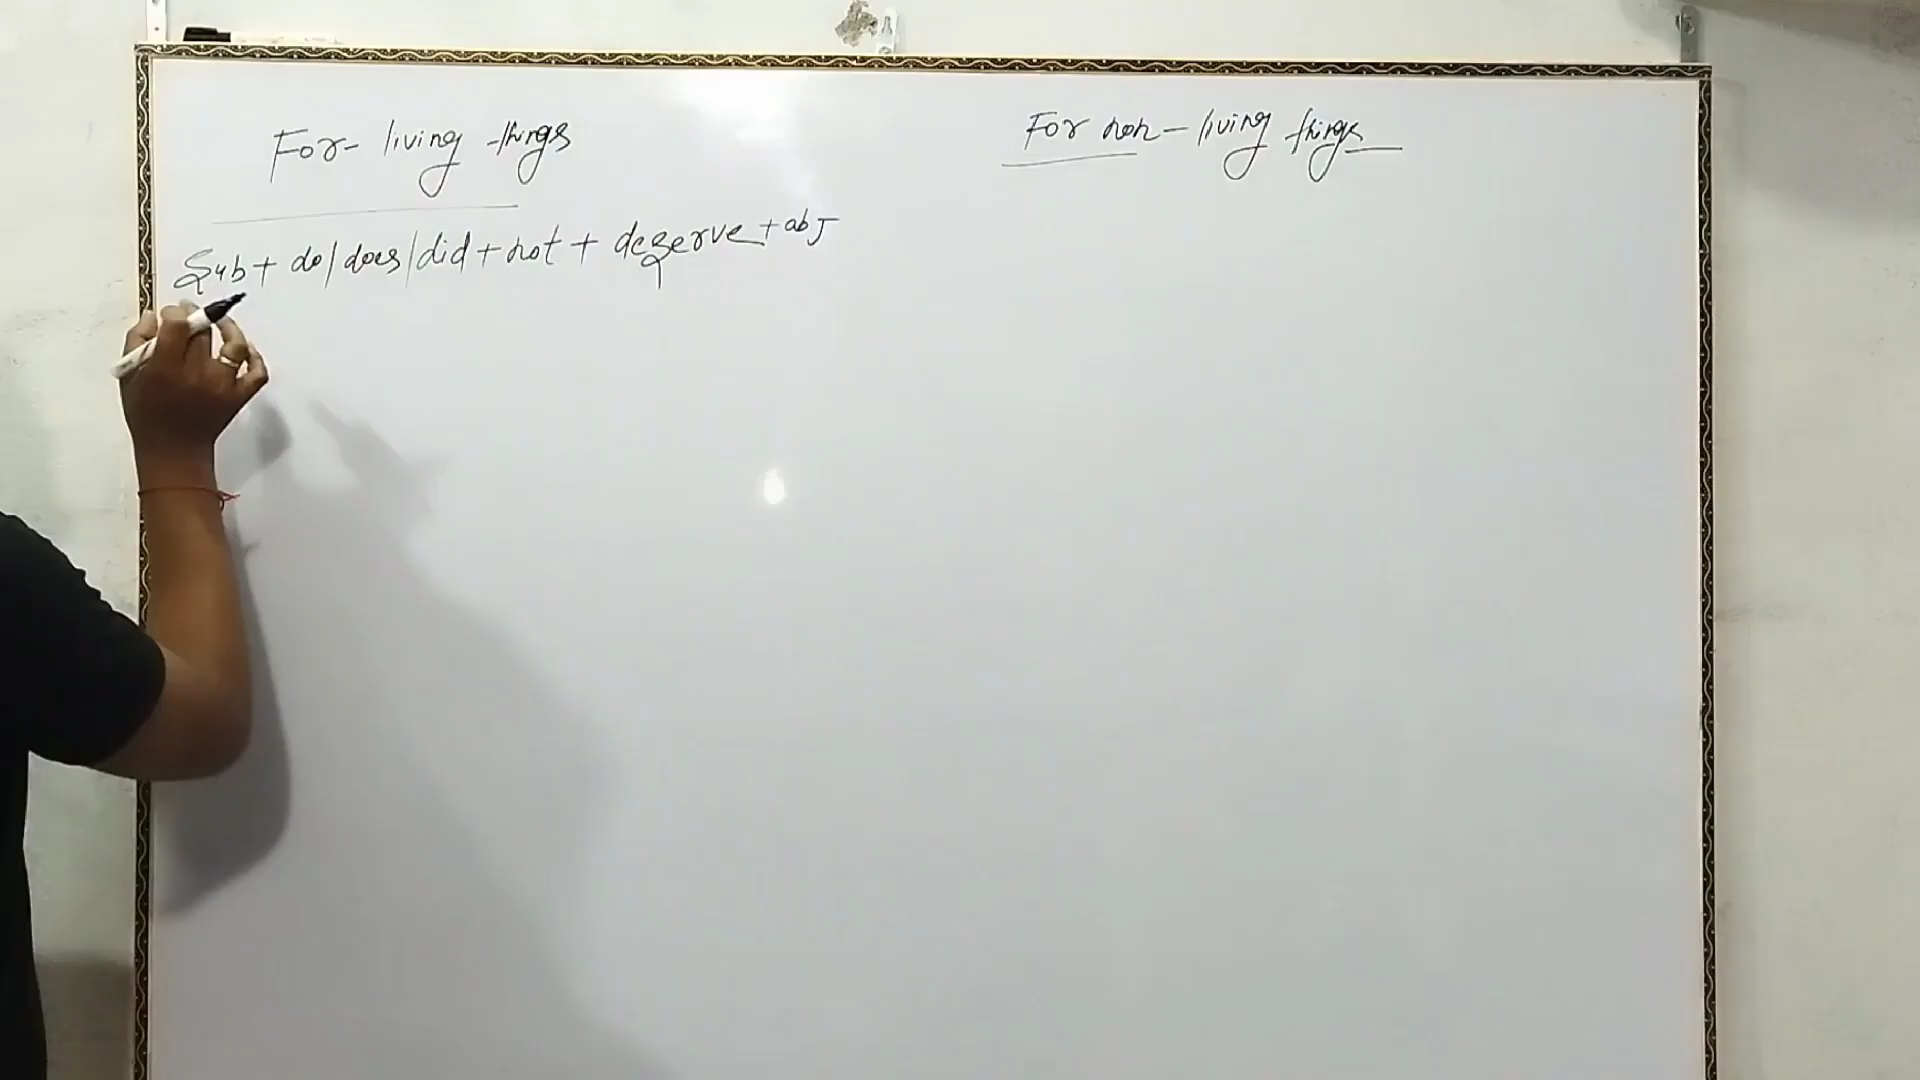 For- living things
For non-living things
Sub + do/does/did + not + deserve + obj